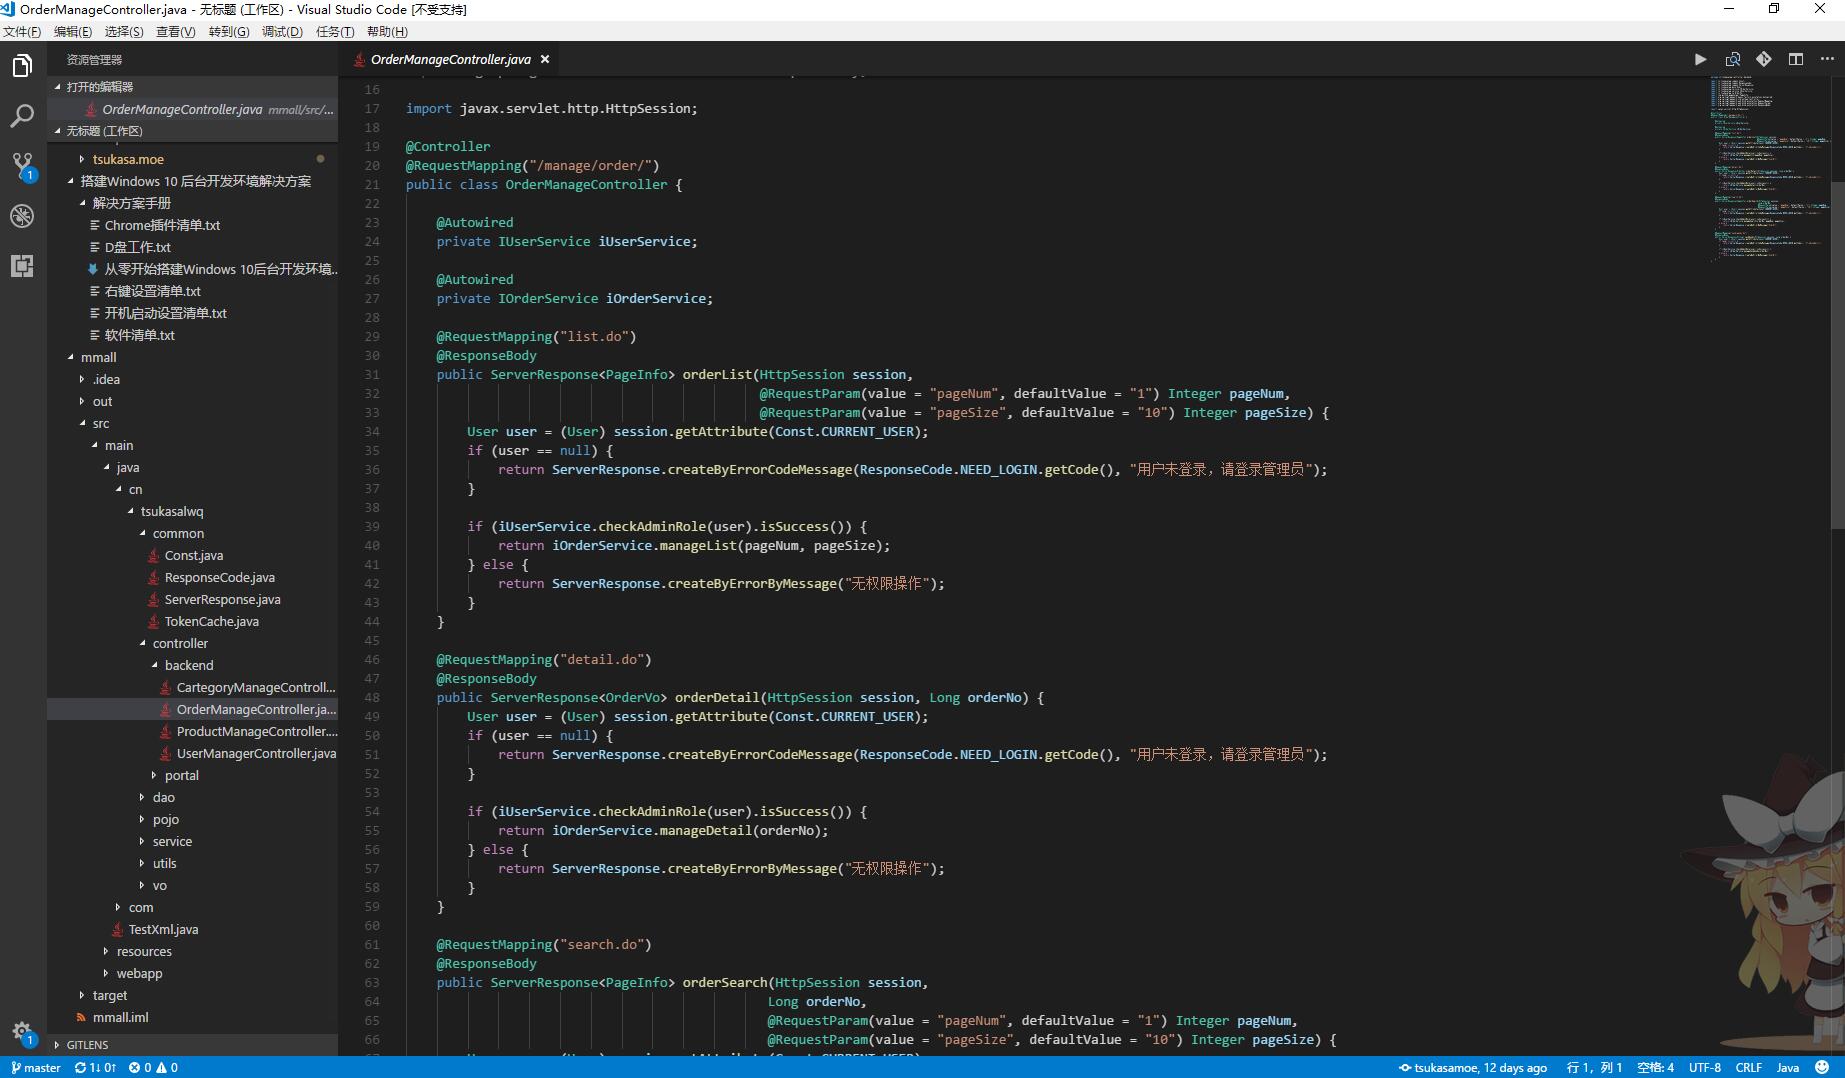 OrderManageController.java - 无标题 (工作区) - Visual Studio Code [不受支持]
文件(F) 编辑(E) 选择(S) 查看(V) 转到(G) 调试(D) 任务(T) 帮助(H)
资源管理器
打开的编辑器
OrderManageController.java mmall/src/...
无标题 (工作区)
tsukasa.moe
搭建Windows 10 后台开发环境解决方案
解决方案手册
Chrome插件清单.txt
D盘工作.txt
从零开始搭建Windows 10后台开发环境...
右键设置清单.txt
开机启动设置清单.txt
软件清单.txt
mmall
.idea
out
src
main
java
cn
tsukasalwq
common
Const.java
ResponseCode.java
ServerResponse.java
TokenCache.java
controller
backend
CartegoryManageControll...
OrderManageController.ja...
ProductManageController....
UserManagerController.java
portal
dao
pojo
service
utils
vo
com
TestXml.java
resources
webapp
target
mmall.iml
GITLENS
1
1
OrderManageController.java
16
17 import javax.servlet.http.HttpSession;
18
19 @Controller
20 @RequestMapping("/manage/order/")
21 public class OrderManageController {
22
23 @Autowired
24 private IUserService iUserService;
25
26 @Autowired
27 private IOrderService iOrderService;
28
29 @RequestMapping("list.do")
30 @ResponseBody
31 public ServerResponse<PageInfo> orderList(HttpSession session,
32 @RequestParam(value = "pageNum", defaultValue = "1") Integer pageNum,
33 @RequestParam(value = "pageSize", defaultValue = "10") Integer pageSize) {
34 User user = (User) session.getAttribute(Const.CURRENT_USER);
35 if (user == null) {
36 return ServerResponse.createByErrorCodeMessage(ResponseCode.NEED_LOGIN.getCode(), "用户未登录，请登录管理员");
37 }
38
39 if (iUserService.checkAdminRole(user).isSuccess()) {
40 return iOrderService.manageList(pageNum, pageSize);
41 } else {
42 return ServerResponse.createByErrorByMessage("无权限操作");
43 }
44 }
45
46 @RequestMapping("detail.do")
47 @ResponseBody
48 public ServerResponse<OrderVo> orderDetail(HttpSession session, Long orderNo) {
49 User user = (User) session.getAttribute(Const.CURRENT_USER);
50 if (user == null) {
51 return ServerResponse.createByErrorCodeMessage(ResponseCode.NEED_LOGIN.getCode(), "用户未登录，请登录管理员");
52 }
53
54 if (iUserService.checkAdminRole(user).isSuccess()) {
55 return iOrderService.manageDetail(orderNo);
56 } else {
57 return ServerResponse.createByErrorByMessage("无权限操作");
58 }
59 }
60
61 @RequestMapping("search.do")
62 @ResponseBody
63 public ServerResponse<PageInfo> orderSearch(HttpSession session,
64 Long orderNo,
65 @RequestParam(value = "pageNum", defaultValue = "1") Integer pageNum,
66 @RequestParam(value = "pageSize", defaultValue = "10") Integer pageSize) {
master 1↓ 0↑ 0 0 tsukasamoe, 12 days ago 行 1，列 1 空格: 4 UTF-8 CRLF Java